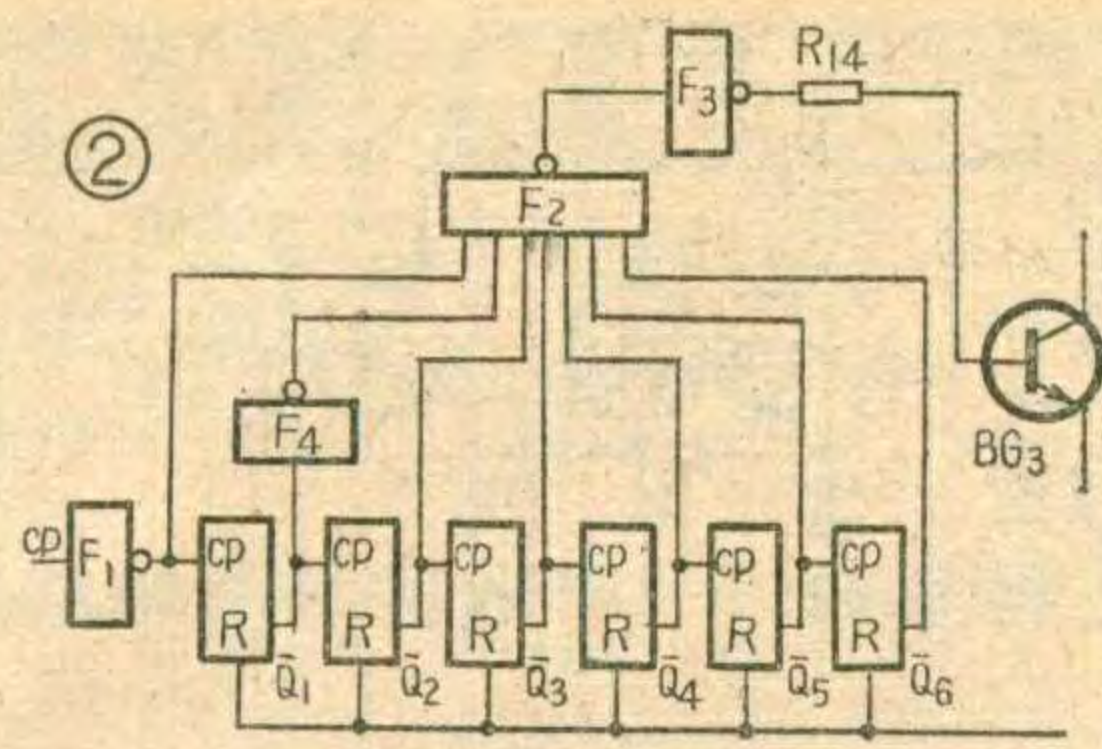 ②
F₃ R₁₄
F₂
BG₃
F₄
CP F₁ CP R CP R CP R CP R CP R CP R
Q̄₁ Q̄₂ Q̄₃ Q̄₄ Q̄₅ Q̄₆